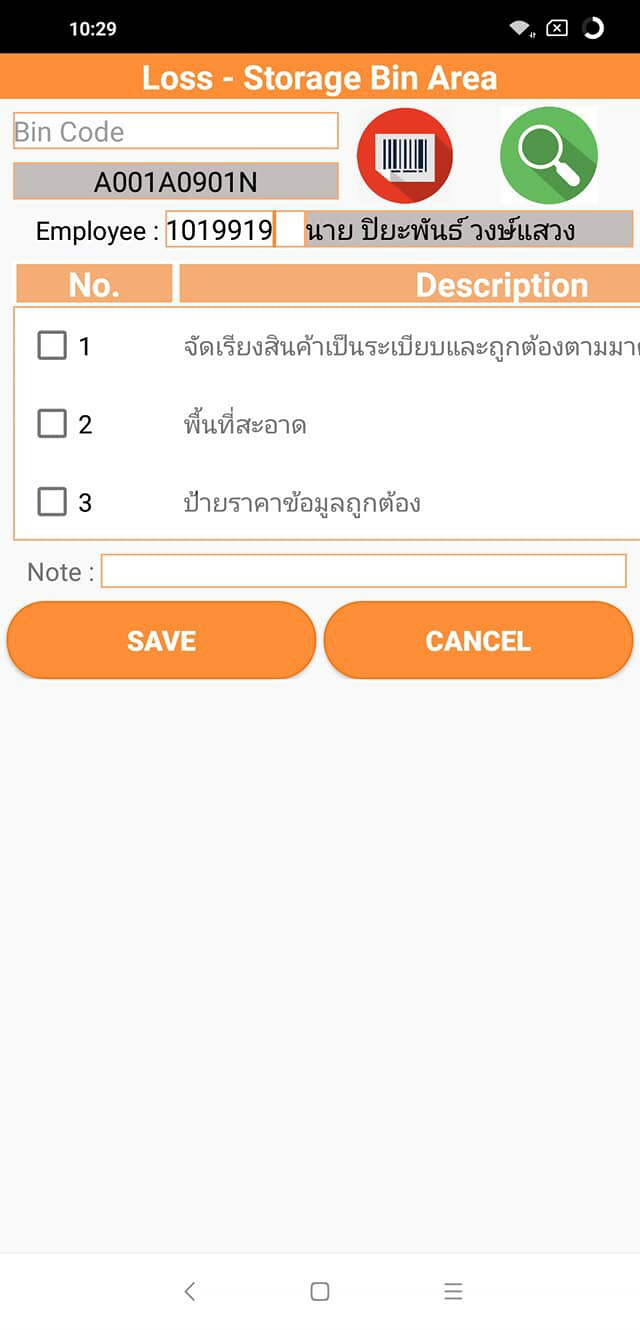 10:29
Loss - Storage Bin Area
Bin Code
A001A0901N
Employee : 1019919 นาย ปิยะพันธ์ วงษ์แสวง
No. Description
1 จัดเรียงสินค้าเป็นระเบียบและถูกต้องตามมา
2 พื้นที่สะอาด
3 ป้ายราคาข้อมูลถูกต้อง
Note :
SAVE CANCEL